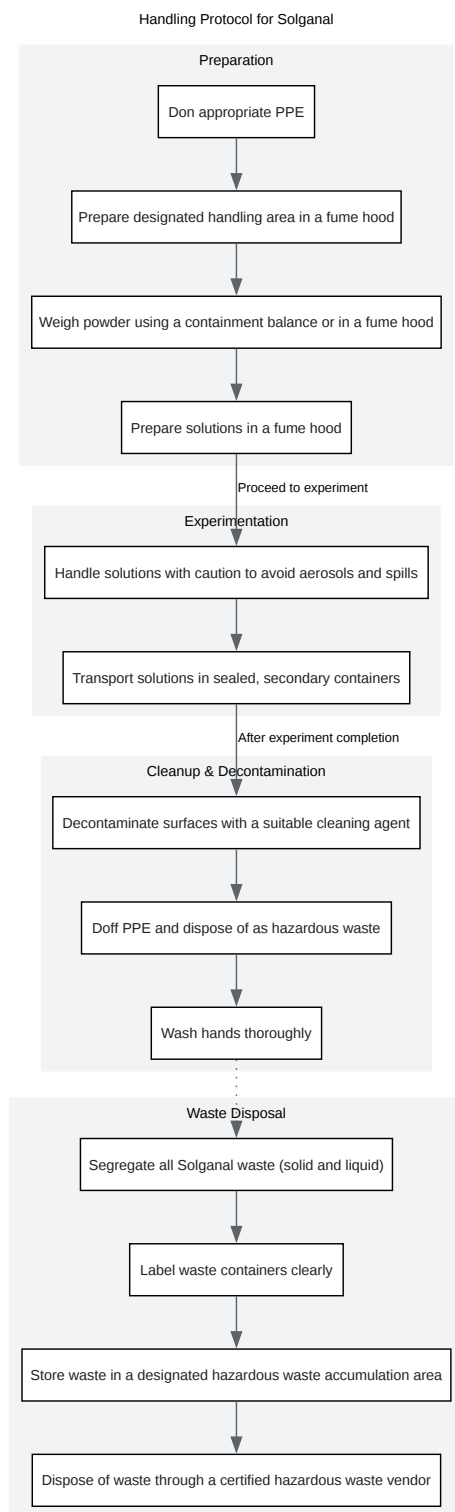 Handling Protocol for Solganal
Preparation
Don appropriate PPE
Prepare designated handling area in a fume hood
Weigh powder using a containment balance or in a fume hood
Prepare solutions in a fume hood
Proceed to experiment
Experimentation
Handle solutions with caution to avoid aerosols and spills
Transport solutions in sealed, secondary containers
After experiment completion
Cleanup & Decontamination
Decontaminate surfaces with a suitable cleaning agent
Doff PPE and dispose of as hazardous waste
Wash hands thoroughly
Waste Disposal
Segregate all Solganal waste (solid and liquid)
Label waste containers clearly
Store waste in a designated hazardous waste accumulation area
Dispose of waste through a certified hazardous waste vendor